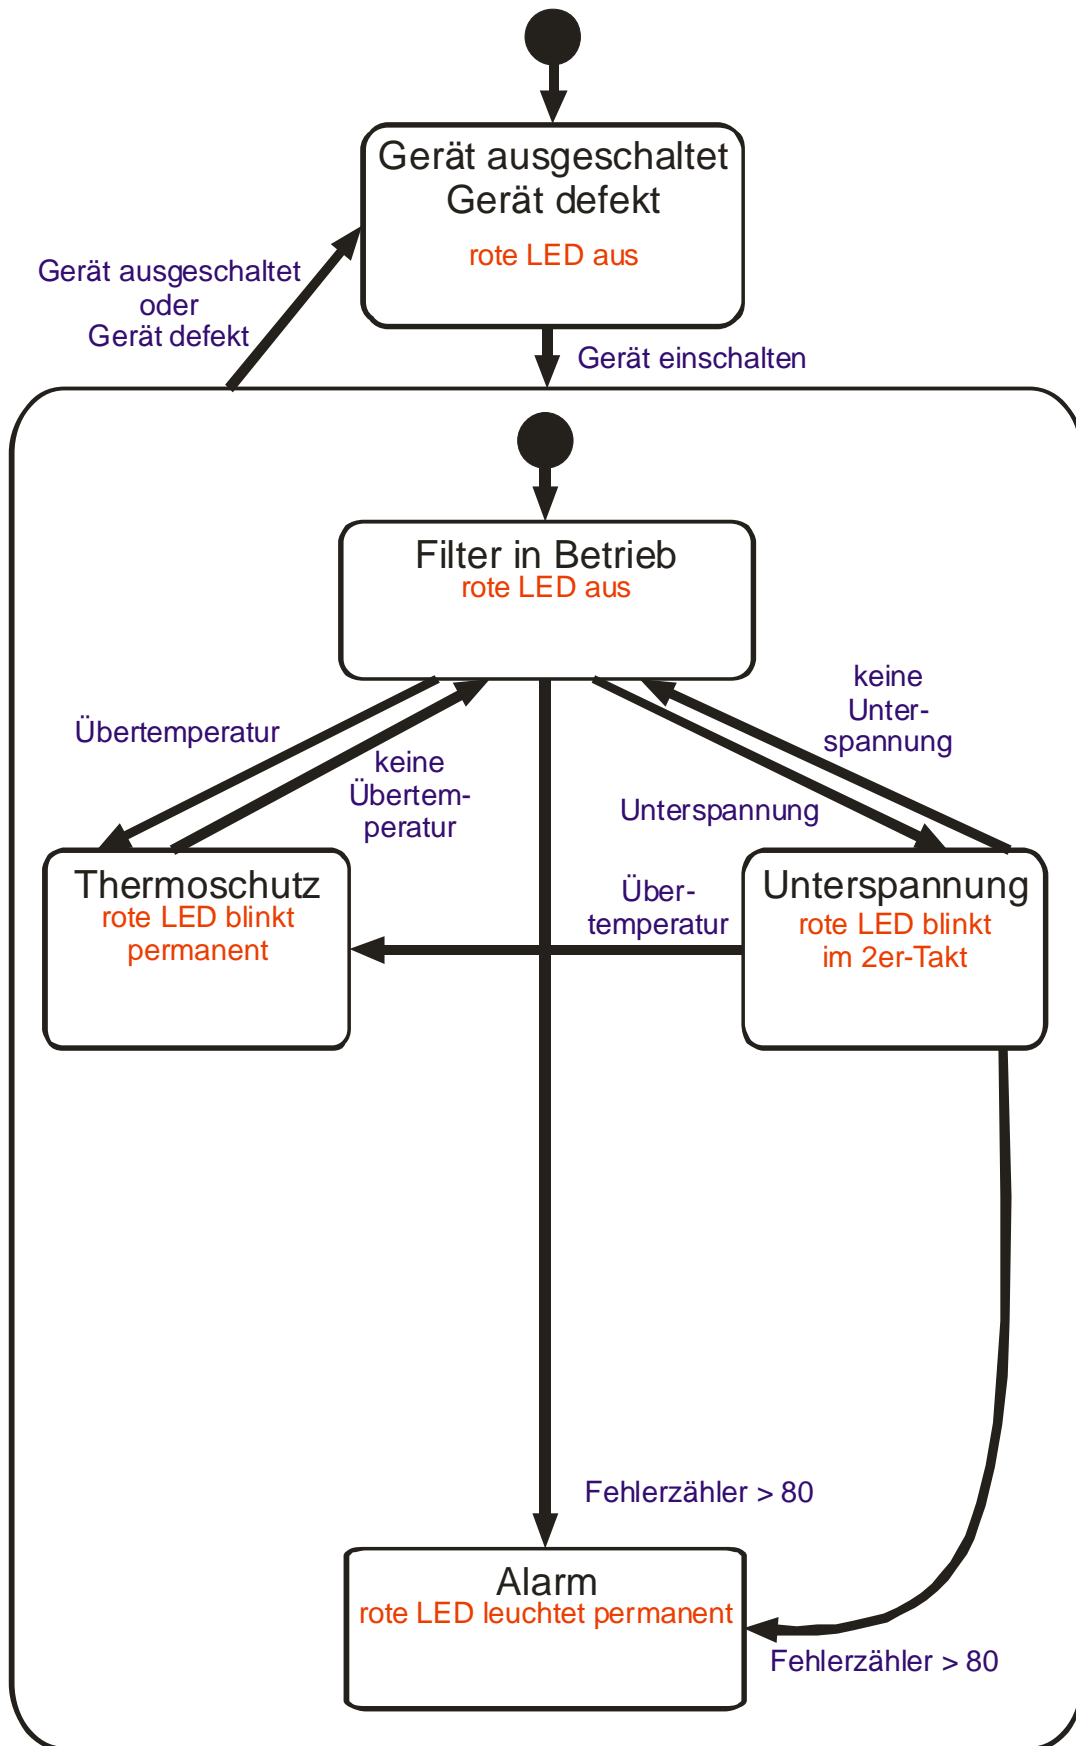 Gerät ausgeschaltet
Gerät defekt
rote LED aus
Gerät ausgeschaltet
oder
Gerät defekt
Gerät einschalten
Filter in Betrieb
rote LED aus
keine
Unter-
spannung
Übertemperatur
keine
Übertem-
peratur
Unterspannung
Thermoschutz
rote LED blinkt
permanent
Über-
temperatur
Unterspannung
rote LED blinkt
im 2er-Takt
Fehlerzähler > 80
Alarm
rote LED leuchtet permanent
Fehlerzähler > 80